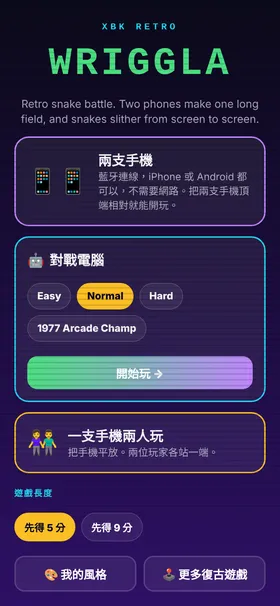 XBK RETRO
WRIGGLA
Retro snake battle. Two phones make one long
field, and snakes slither from screen to screen.
兩支手機
藍牙連線，iPhone 或 Android 都
可以，不需要網路。把兩支手機頂
端相對就能開玩。
對戰電腦
Easy
Normal
Hard
1977 Arcade Champ
開始玩 →
一支手機兩人玩
把手機平放。兩位玩家各站一端。
遊戲長度
先得 5 分
先得 9 分
我的風格
更多復古遊戲